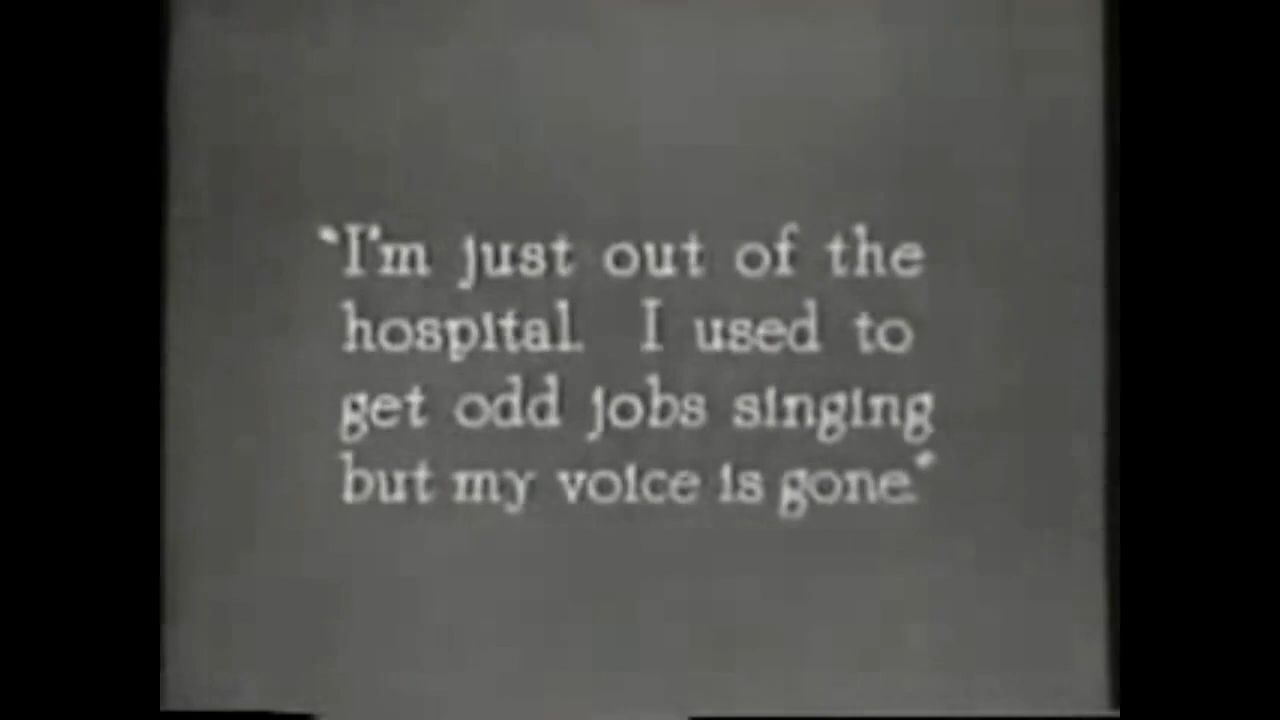 "I'm just out of the
hospital. I used to
get odd jobs singing
but my voice is gone."